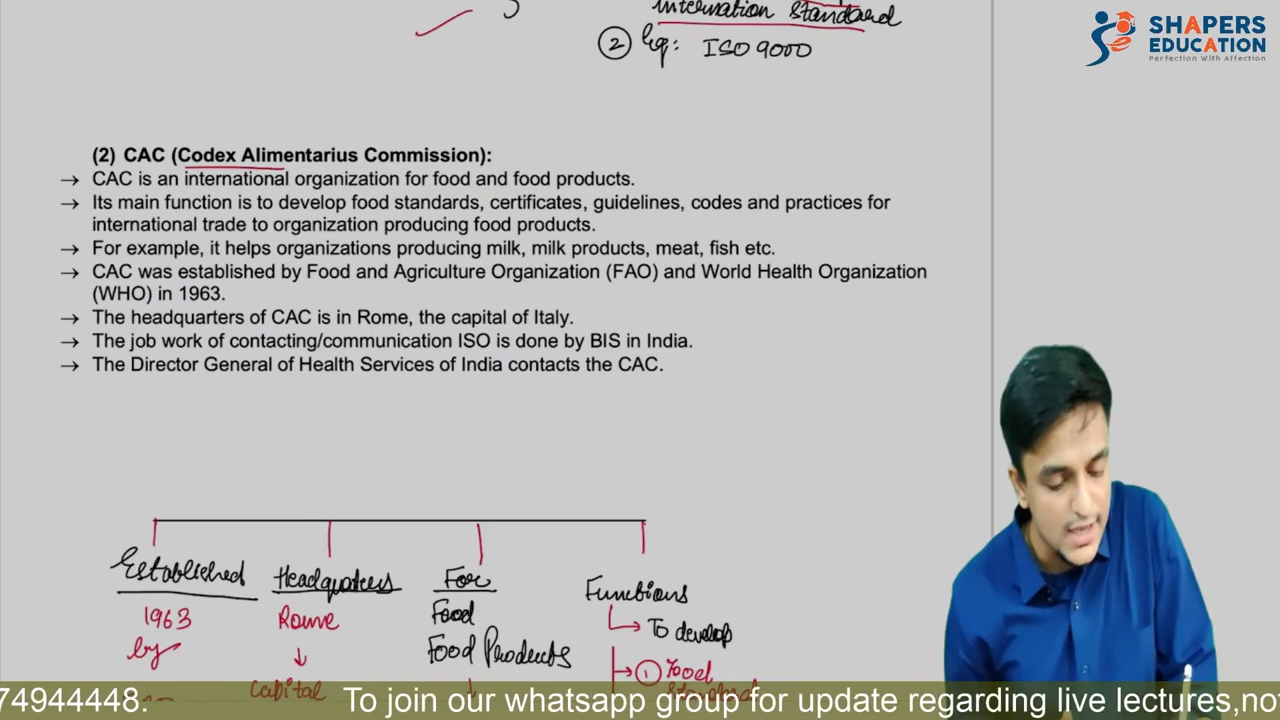 internation standard
② Eg: ISO 9000
SHAPERS
EDUCATION
Perfection With Affection
(2) CAC (Codex Alimentarius Commission):
→ CAC is an international organization for food and food products.
→ Its main function is to develop food standards, certificates, guidelines, codes and practices for
international trade to organization producing food products.
→ For example, it helps organizations producing milk, milk products, meat, fish etc.
→ CAC was established by Food and Agriculture Organization (FAO) and World Health Organization
(WHO) in 1963.
→ The headquarters of CAC is in Rome, the capital of Italy.
→ The job work of contacting/communication ISO is done by BIS in India.
→ The Director General of Health Services of India contacts the CAC.
Established Headquaters For Functions
1963 Rome Food → To develop
by ↓ Food Products → ① Food
capital ↓ Standard
74944448. To join our whatsapp group for update regarding live lectures,no